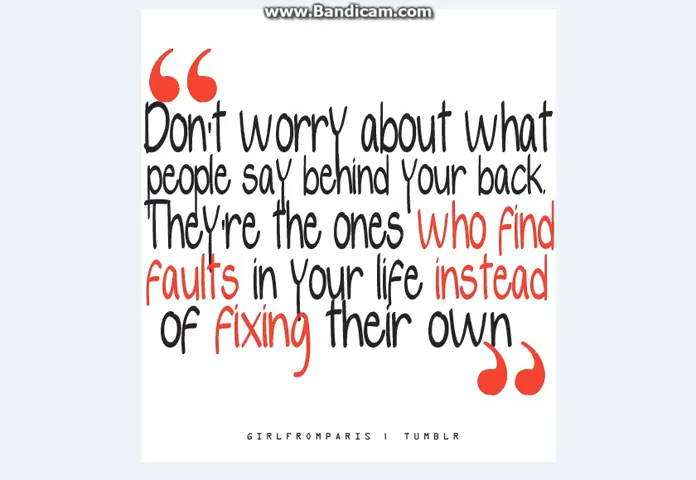 www.Bandicam.com
“
Don't worry about what
people say behind your back.
They're the ones who find
faults in your life instead
of fixing their own
”
GIRLFROMPARIS | TUMBLR